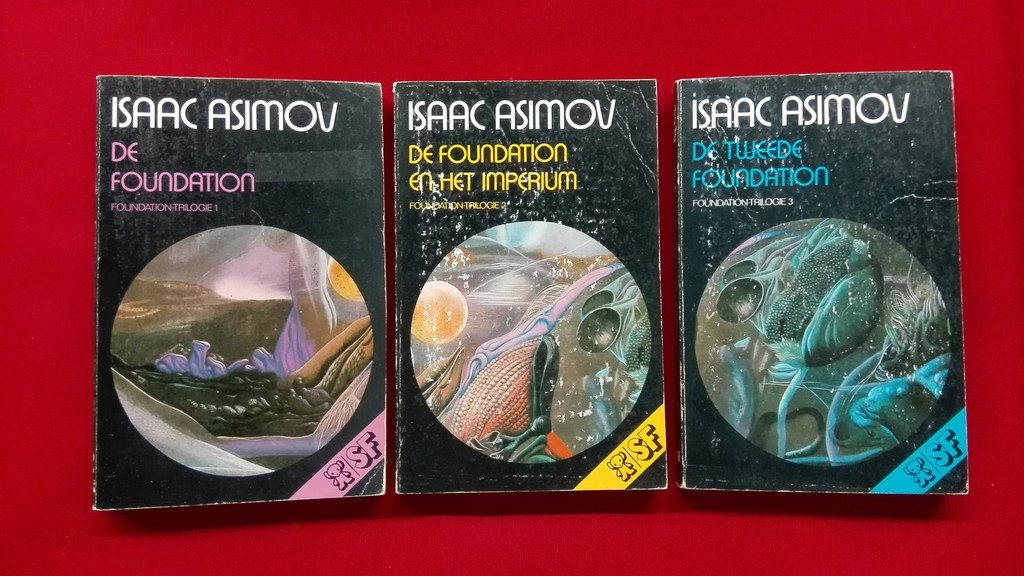 ISAAC ASIMOV
DE
FOUNDATION
FOUNDATION-TRILOGIE 1
SF
ISAAC ASIMOV
DE FOUNDATION
EN HET IMPERIUM
FOUNDATION-TRILOGIE 2
SF
ISAAC ASIMOV
DE TWEEDE
FOUNDATION
FOUNDATION-TRILOGIE 3
SF